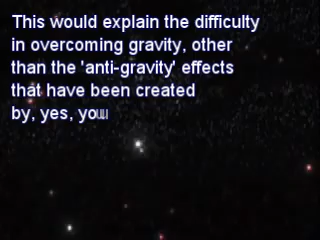 This would explain the difficulty
in overcoming gravity, other
than the 'anti-gravity' effects
that have been created
by, yes,